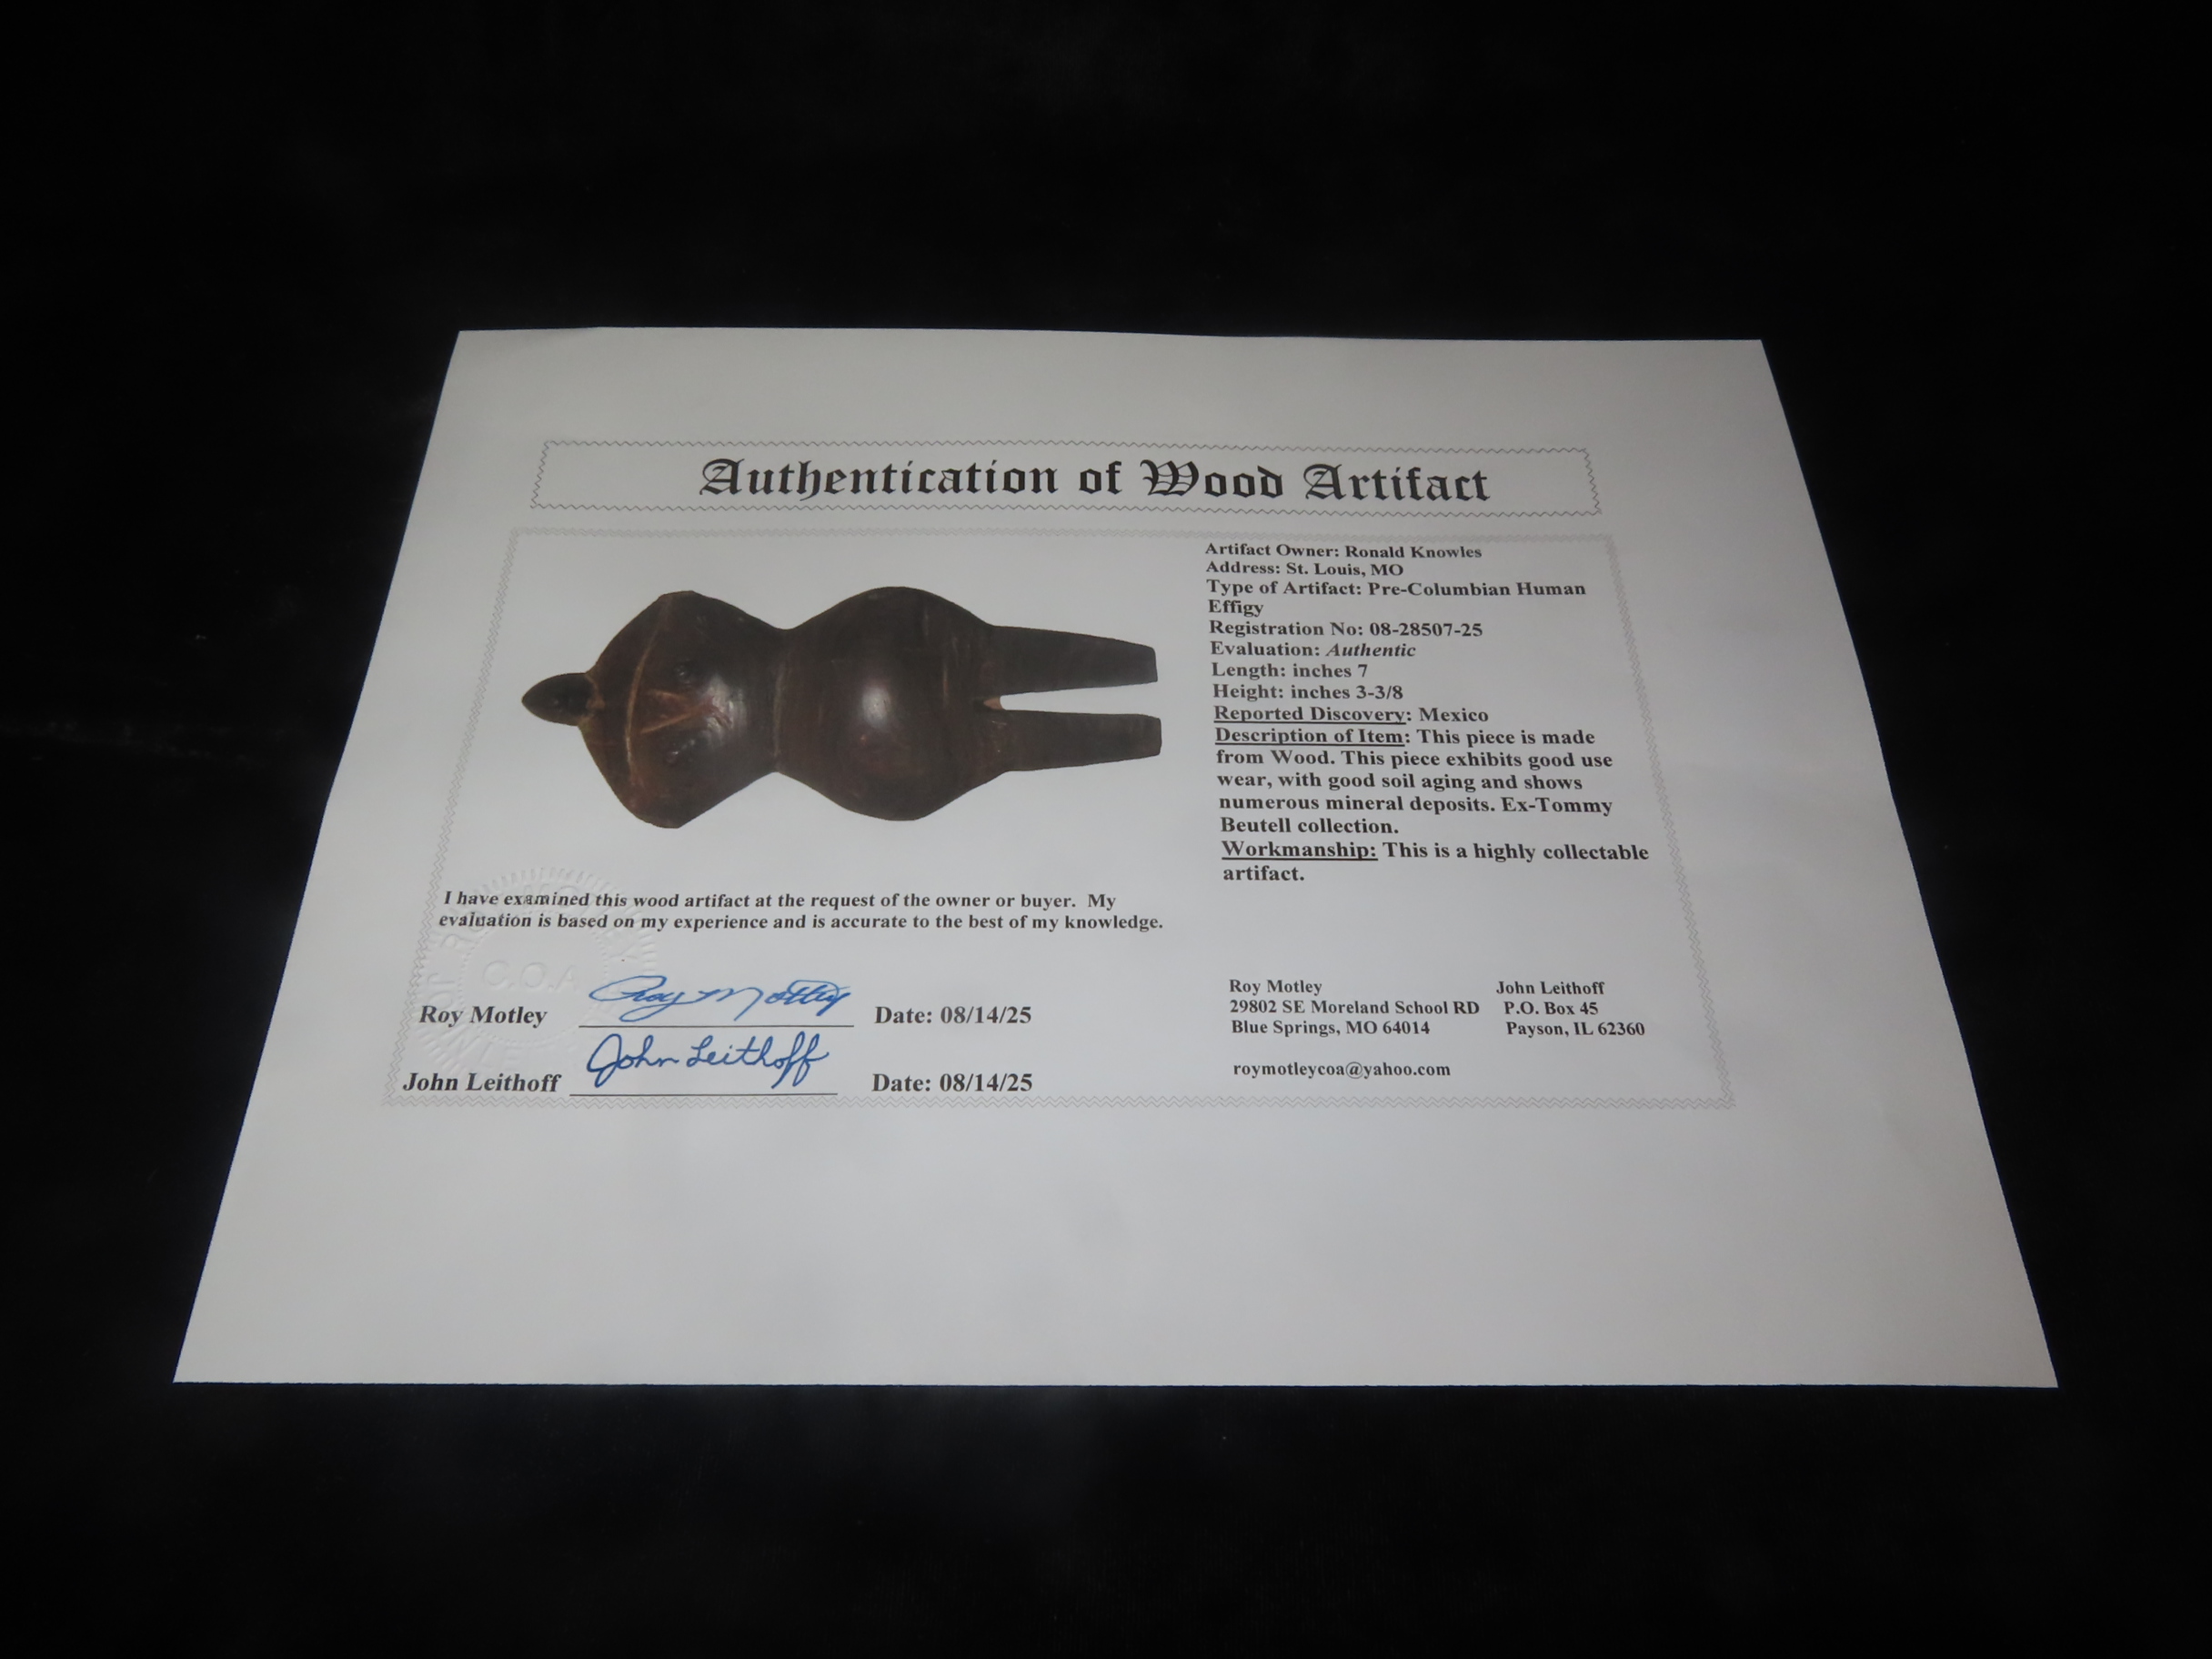 Authentication of Wood Artifact
Artifact Owner: Ronald Knowles
Address: St. Louis, MO
Type of Artifact: Pre-Columbian Human
Effigy
Registration No: 08-28507-25
Evaluation: Authentic
Length: inches 7
Height: inches 3-3/8
Reported Discovery: Mexico
Description of Item: This piece is made
from Wood. This piece exhibits good use
wear, with good soil aging and shows
numerous mineral deposits. Ex-Tommy
Beutell collection.
Workmanship: This is a highly collectable
artifact.
I have examined this wood artifact at the request of the owner or buyer. My
evaluation is based on my experience and is accurate to the best of my knowledge.
C.O.A.
Roy Motley Roy Motley Date: 08/14/25
John Leithoff John Leithoff Date: 08/14/25
Roy Motley
29802 SE Moreland School RD
Blue Springs, MO 64014
roymotleycoa@yahoo.com
John Leithoff
P.O. Box 45
Payson, IL 62360